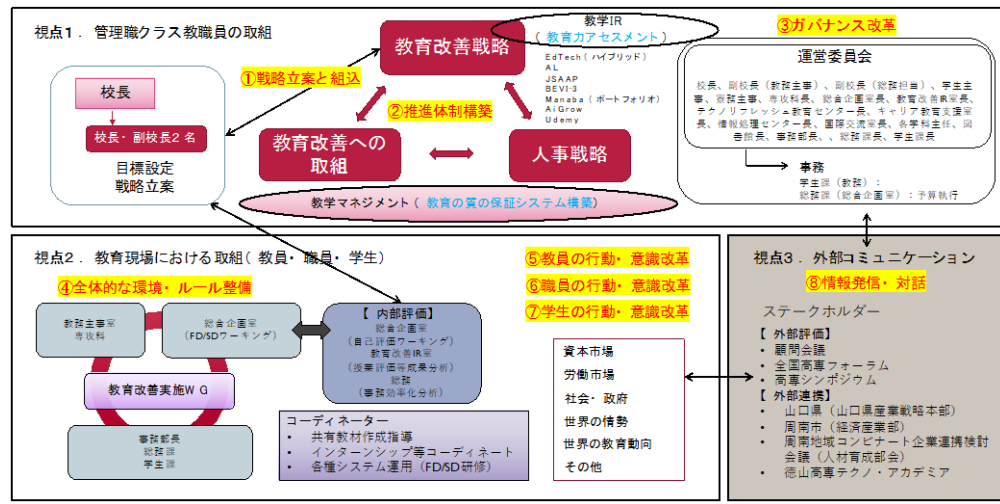 視点1．管理職クラス教職員の取組
校長
校長・副校長2名
目標設定
戦略立案
①戦略立案と組込
教育改善戦略
②推進体制構築
教育改善への
取組
人事戦略
教学IR
（教育力アセスメント）
EdTech（ハイブリッド）
AL
JSAAP
BEVI-3
Manaba（ポートフォリオ）
AiGrow
Udemy
教学マネジメント（教育の質の保証システム構築）
③ガバナンス改革
運営委員会
校長、副校長（教務主事）、副校長（総務担当）、学生主
事、寮務主事、専攻科長、総合企画室長、教育改善IR室長、
テクノリフレッシュ教育センター長、キャリア教育支援室
長、情報処理センター長、国際交流室長、各学科主任、図
書館長、事務部長、、総務課長、学生課長
事務
学生課（教務）：
総務課（総合企画室）：予算執行
視点2．教育現場における取組（教員・職員・学生）
④全体的な環境・ルール整備
教務主事室
専攻科
総合企画室
(FD/SDワーキング)
教育改善実施WG
事務部長
総務課
学生課
【 内部評価】
総合企画室
(自己評価ワーキング)
教育改善IR室
(授業評価等成果分析)
総務
(事務効率化分析)
コーディネーター
• 共有教材作成指導
• インターンシップ等コーディネート
• 各種システム運用（FD/SD研修）
⑤教員の行動・意識改革
⑥職員の行動・意識改革
⑦学生の行動・意識改革
資本市場
労働市場
社会・政府
世界の情勢
世界の教育動向
その他
視点3．外部コミュニケーション
⑧情報発信・対話
ステークホルダー
【 外部評価】
• 顧問会議
• 全国高専フォーラム
• 高専シンポジウム
【 外部連携】
• 山口県（山口県産業戦略本部）
• 周南市（経済産業部）
• 周南地域コンビナート企業連携検討
会議（人材育成部会）
• 徳山高専テクノ・アカデミア